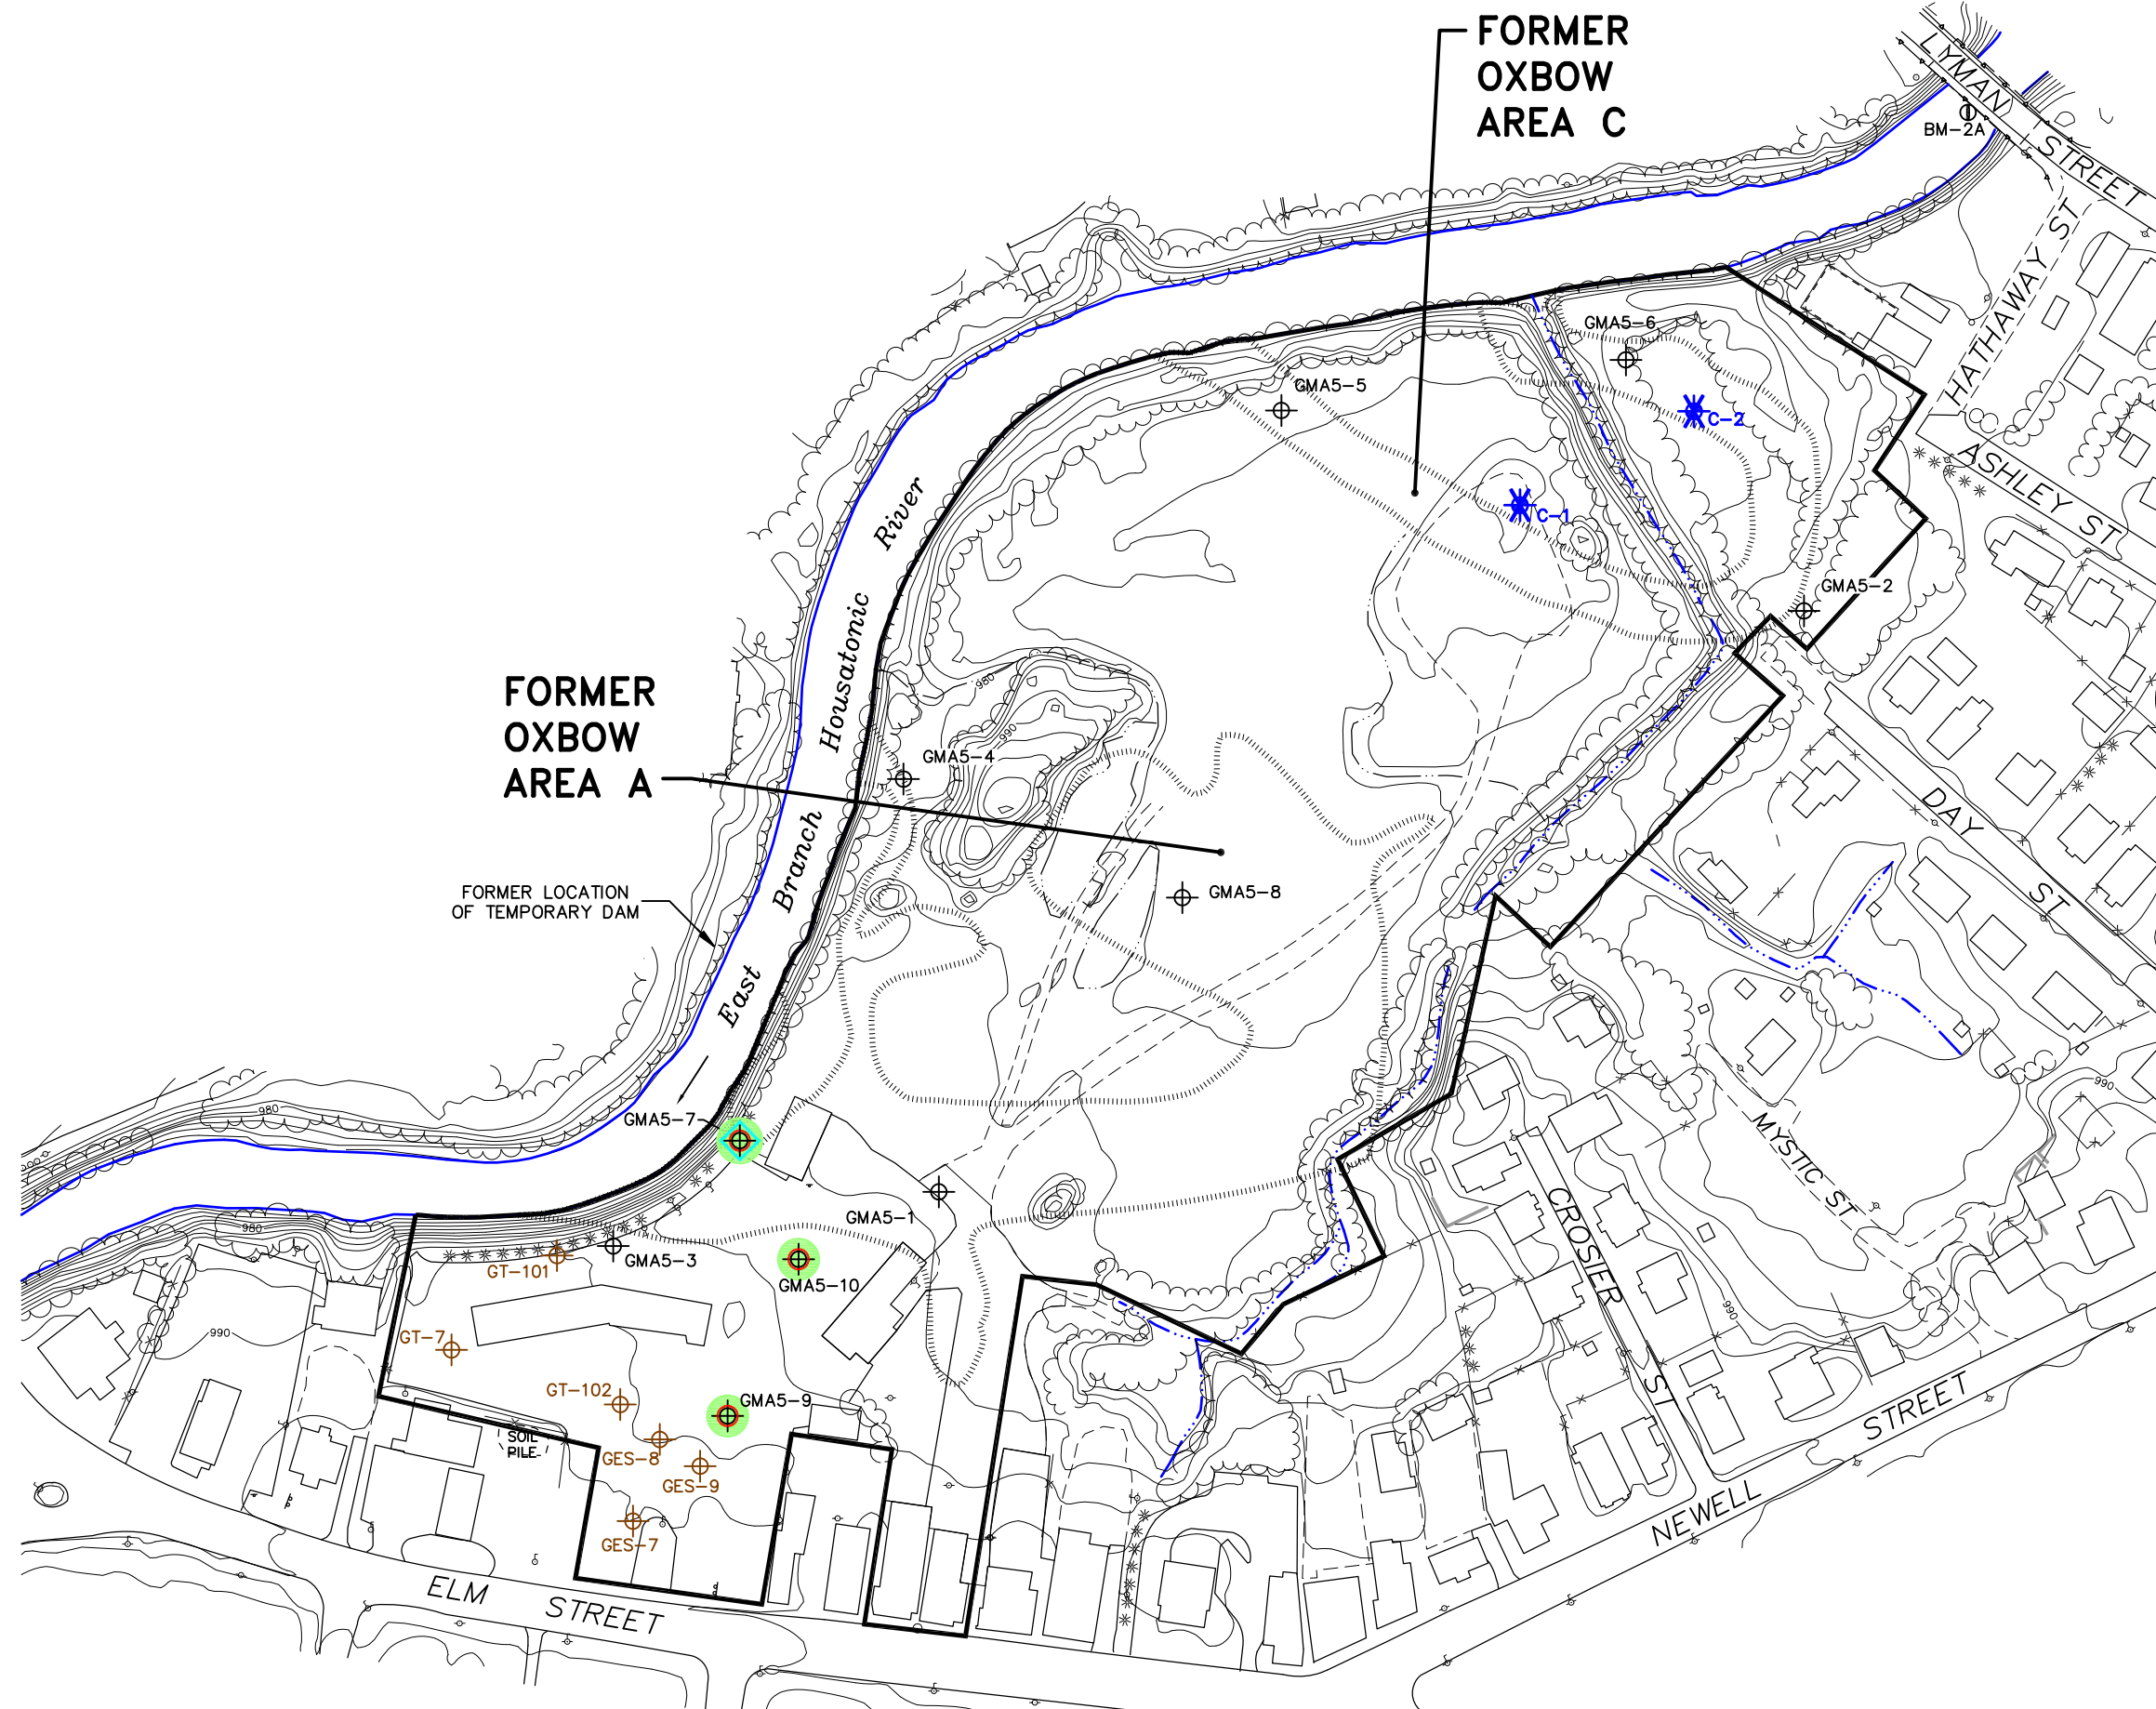 FORMER
OXBOW
AREA C
LYMAN STREET
BM-2A
HATHAWAY ST
GMA5-6
GMA5-5
C-2
ASHLEY ST
C-1
GMA5-2
River
Housatonic
Branch
East
980
990
FORMER
OXBOW
AREA A
GMA5-4
DAY ST
GMA5-8
FORMER LOCATION
OF TEMPORARY DAM
980
GMA5-7
990
MYSTIC ST
CROSIER ST
980
GMA5-1
GMA5-3
GT-101
GMA5-10
990
GT-7
990
GT-102
GMA5-9
SOIL
PILE
GES-8
GES-9
GES-7
NEWELL STREET
ELM STREET